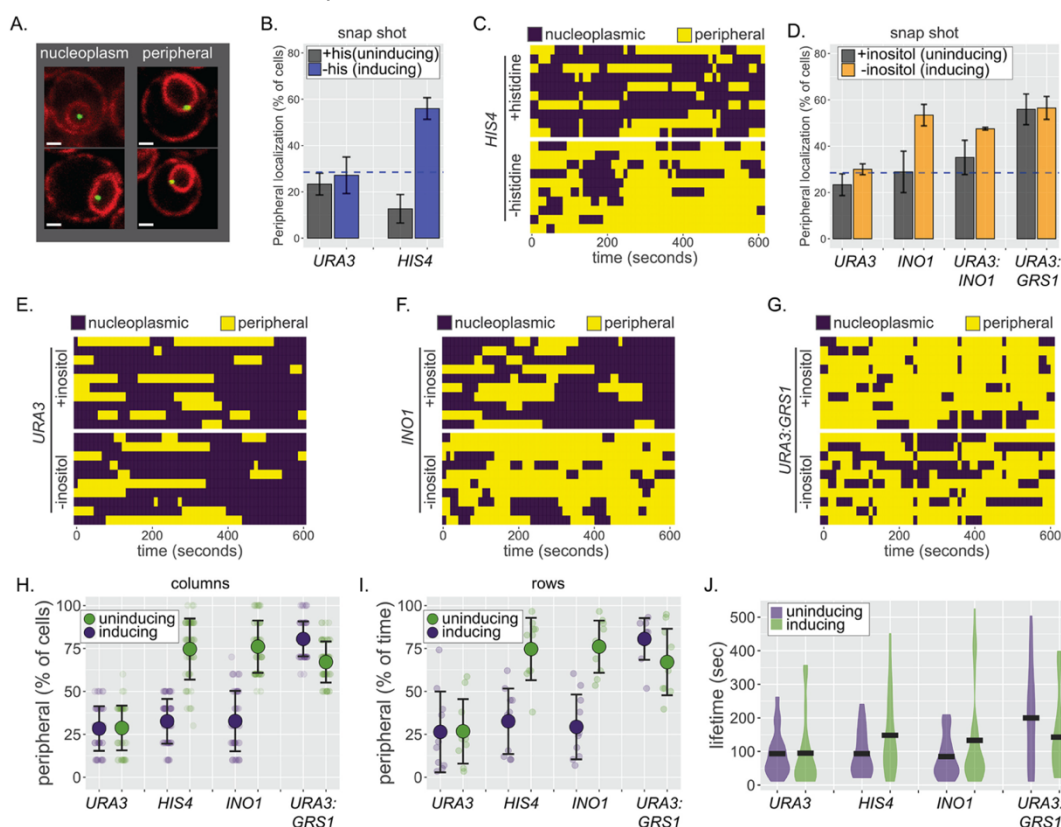 A.
nucleoplasm peripheral
B.
snap shot
+his(uninducing)
-his (inducing)
Peripheral localization (% of cells)
80
60
40
20
0
URA3 HIS4
C.
nucleoplasmic peripheral
HIS4
+histidine
-histidine
0 200 400 600
time (seconds)
D.
snap shot
+inositol (uninducing)
-inositol (inducing)
Peripheral localization (% of cells)
80
60
40
20
0
URA3 INO1 URA3: URA3:
INO1 GRS1
E.
nucleoplasmic peripheral
URA3
+inositol
-inositol
0 200 400 600
time (seconds)
F.
nucleoplasmic peripheral
INO1
+inositol
-inositol
0 200 400 600
time (seconds)
G.
nucleoplasmic peripheral
URA3:GRS1
+inositol
-inositol
0 200 400 600
time (seconds)
H.
columns
uninducing
inducing
peripheral (% of cells)
100
75
50
25
0
URA3 HIS4 INO1 URA3:
GRS1
I.
rows
uninducing
inducing
peripheral (% of time)
100
75
50
25
0
URA3 HIS4 INO1 URA3:
GRS1
J.
uninducing
inducing
lifetime (sec)
500
400
300
200
100
0
URA3 HIS4 INO1 URA3:
GRS1